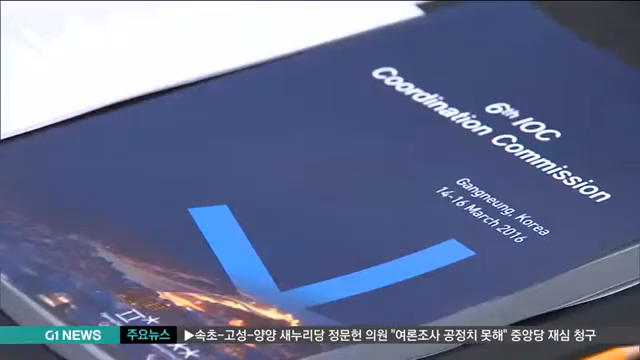 6th IOC
Coordination Commission
Gangneung, Korea
14-16 March 2016
G1 NEWS
주요뉴스
▶속초-고성-양양 새누리당 정문헌 의원 "여론조사 공정치 못해" 중앙당 재심 청구